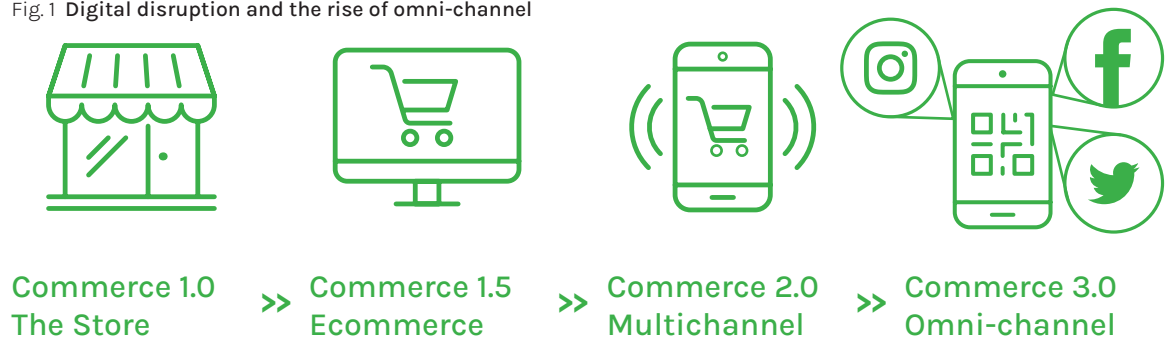 Fig. 1 Digital disruption and the rise of omni-channel
Commerce 1.0 >> Commerce 1.5 >> Commerce 2.0 >> Commerce 3.0
The Store Ecommerce Multichannel Omni-channel